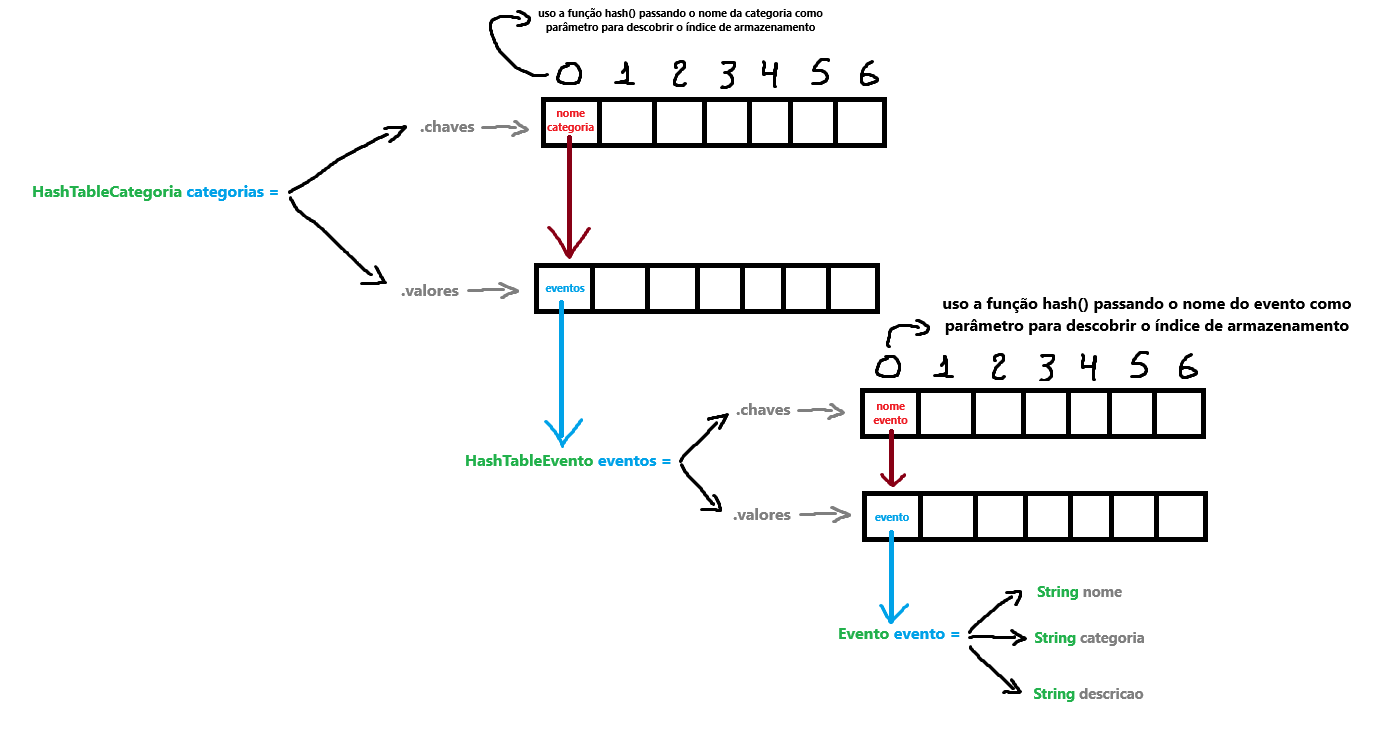 uso a função hash() passando o nome da categoria como
parâmetro para descobrir o índice de armazenamento
0 1 2 3 4 5 6
.chaves
nome
categoria
HashTableCategoria categorias =
.valores
eventos
uso a função hash() passando o nome do evento como
parâmetro para descobrir o índice de armazenamento
0 1 2 3 4 5 6
.chaves
nome
evento
HashTableEvento eventos =
.valores
evento
String nome
Evento evento =
String categoria
String descricao